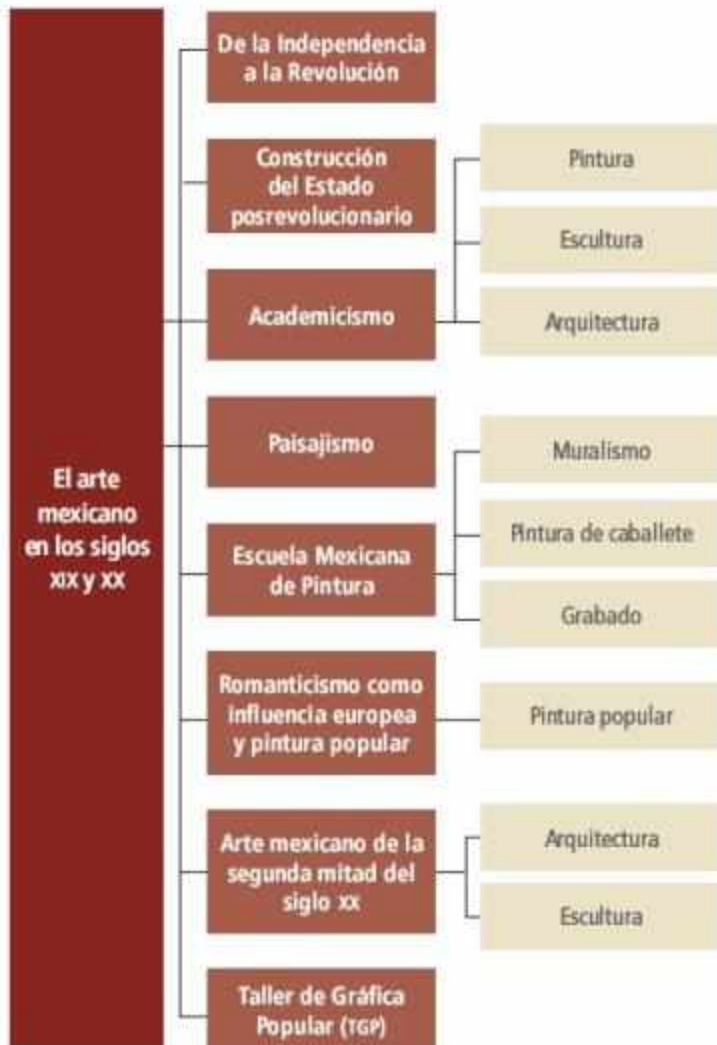 El arte
mexicano
en los siglos
XIX y XX
De la Independencia
a la Revolución
Construcción
del Estado
posrevolucionario
Academicismo
Pintura
Escultura
Arquitectura
Paisajismo
Escuela Mexicana
de Pintura
Muralismo
Pintura de caballete
Grabado
Romanticismo como
influencia europea
y pintura popular
Pintura popular
Arte mexicano de la
segunda mitad del
siglo XX
Arquitectura
Escultura
Taller de Gráfica
Popular (TGP)